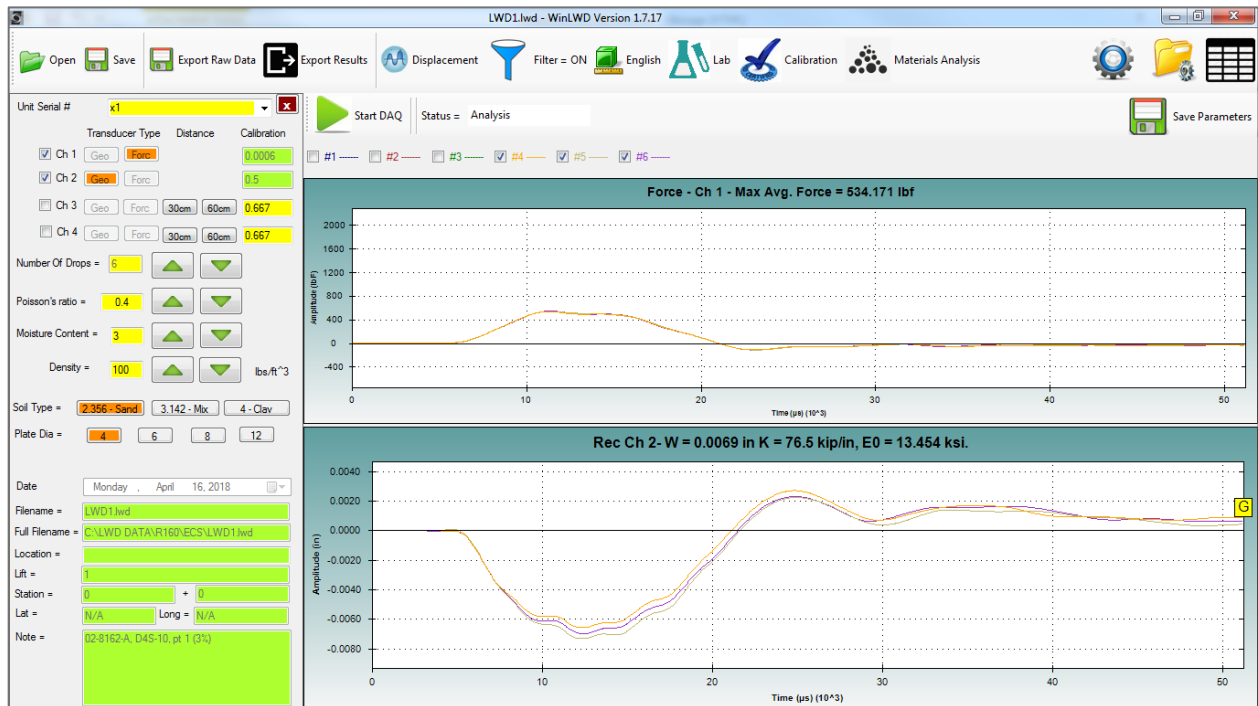 LWD1.lwd - WinLWD Version 1.7.17
Open Save Export Raw Data Export Results Displacement Filter = ON English Lab Calibration Materials Analysis
Unit Serial # x1 x
Start DAQ Status = Analysis Save Parameters
Transducer Type Distance Calibration
Ch 1 Geo Forc 0.0006
Ch 2 Geo Forc 0.5
Ch 3 Geo Forc 30cm 60cm 0.667
Ch 4 Geo Forc 30cm 60cm 0.667
Number Of Drops = 6
Poisson's ratio = 0.4
Moisture Content = 3
Density = 100 lbs/ft^3
Soil Type = 2.356 - Sand 3.142 - Mix 4 - Clay
Plate Dia = 4 6 8 12
Date Monday , April 16, 2018
Filename = LWD1.lwd
Full Filename = C:\LWD DATA\R160\ECS\LWD1.lwd
Location =
Lift = 1
Station = 0 + 0
Lat = N/A Long = N/A
Note = 02-8162-A, D4S-10, pt 1 (3%)
#1 ------ #2 ------ #3 ------ #4 ------ #5 ------ #6 ------
Force - Ch 1 - Max Avg. Force = 534.171 lbf
Amplitude (lbF)
2000
1600
1200
800
400
0
-400
0 10 20 30 40 50
Time (µs) (10^3)
Rec Ch 2- W = 0.0069 in K = 76.5 kip/in, E0 = 13.454 ksi.
Amplitude (in)
0.0040
0.0020
0.0000
-0.0020
-0.0040
-0.0060
-0.0080
G
0 10 20 30 40 50
Time (µs) (10^3)